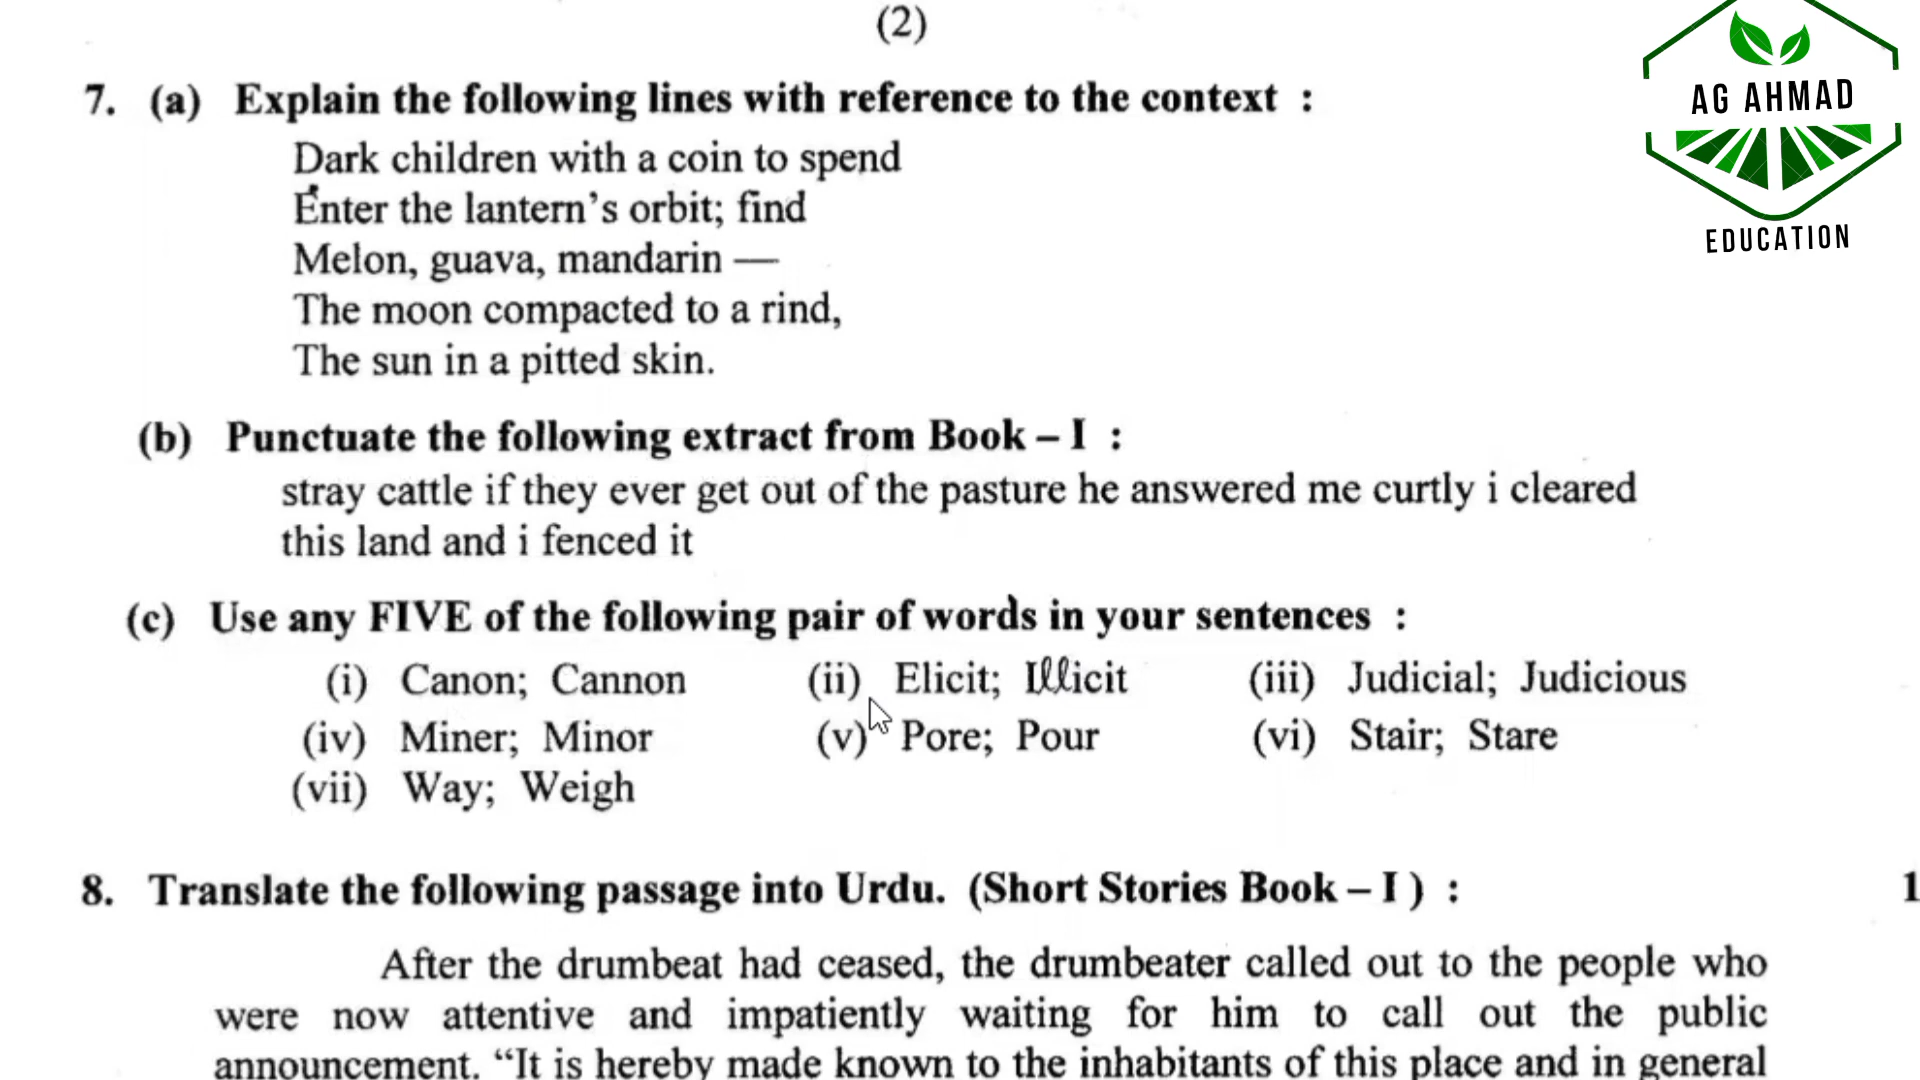 (2)
AG AHMAD
EDUCATION
7. (a) Explain the following lines with reference to the context :
Dark children with a coin to spend
Enter the lantern's orbit; find
Melon, guava, mandarin —
The moon compacted to a rind,
The sun in a pitted skin.
(b) Punctuate the following extract from Book – I :
stray cattle if they ever get out of the pasture he answered me curtly i cleared
this land and i fenced it
(c) Use any FIVE of the following pair of words in your sentences :
(i) Canon; Cannon (ii) Elicit; Illicit (iii) Judicial; Judicious
(iv) Miner; Minor (v) Pore; Pour (vi) Stair; Stare
(vii) Way; Weigh
8. Translate the following passage into Urdu. (Short Stories Book – I ) : 1
After the drumbeat had ceased, the drumbeater called out to the people who
were now attentive and impatiently waiting for him to call out the public
announcement. “It is hereby made known to the inhabitants of this place and in general